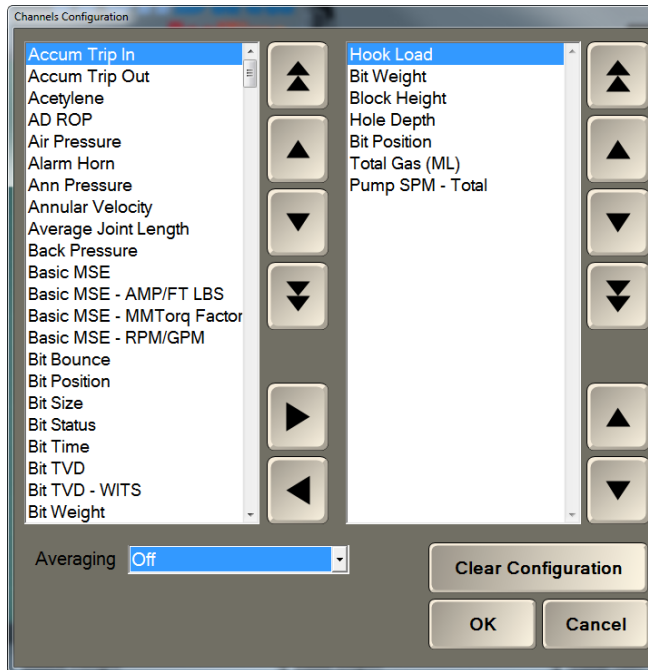 Channels Configuration
Accum Trip In
Accum Trip Out
Acetylene
AD ROP
Air Pressure
Alarm Horn
Ann Pressure
Annular Velocity
Average Joint Length
Back Pressure
Basic MSE
Basic MSE - AMP/FT LBS
Basic MSE - MMTorq Factor
Basic MSE - RPM/GPM
Bit Bounce
Bit Position
Bit Size
Bit Status
Bit Time
Bit TVD
Bit TVD - WITS
Bit Weight
Hook Load
Bit Weight
Block Height
Hole Depth
Bit Position
Total Gas (ML)
Pump SPM - Total
Averaging Off
Clear Configuration
OK Cancel